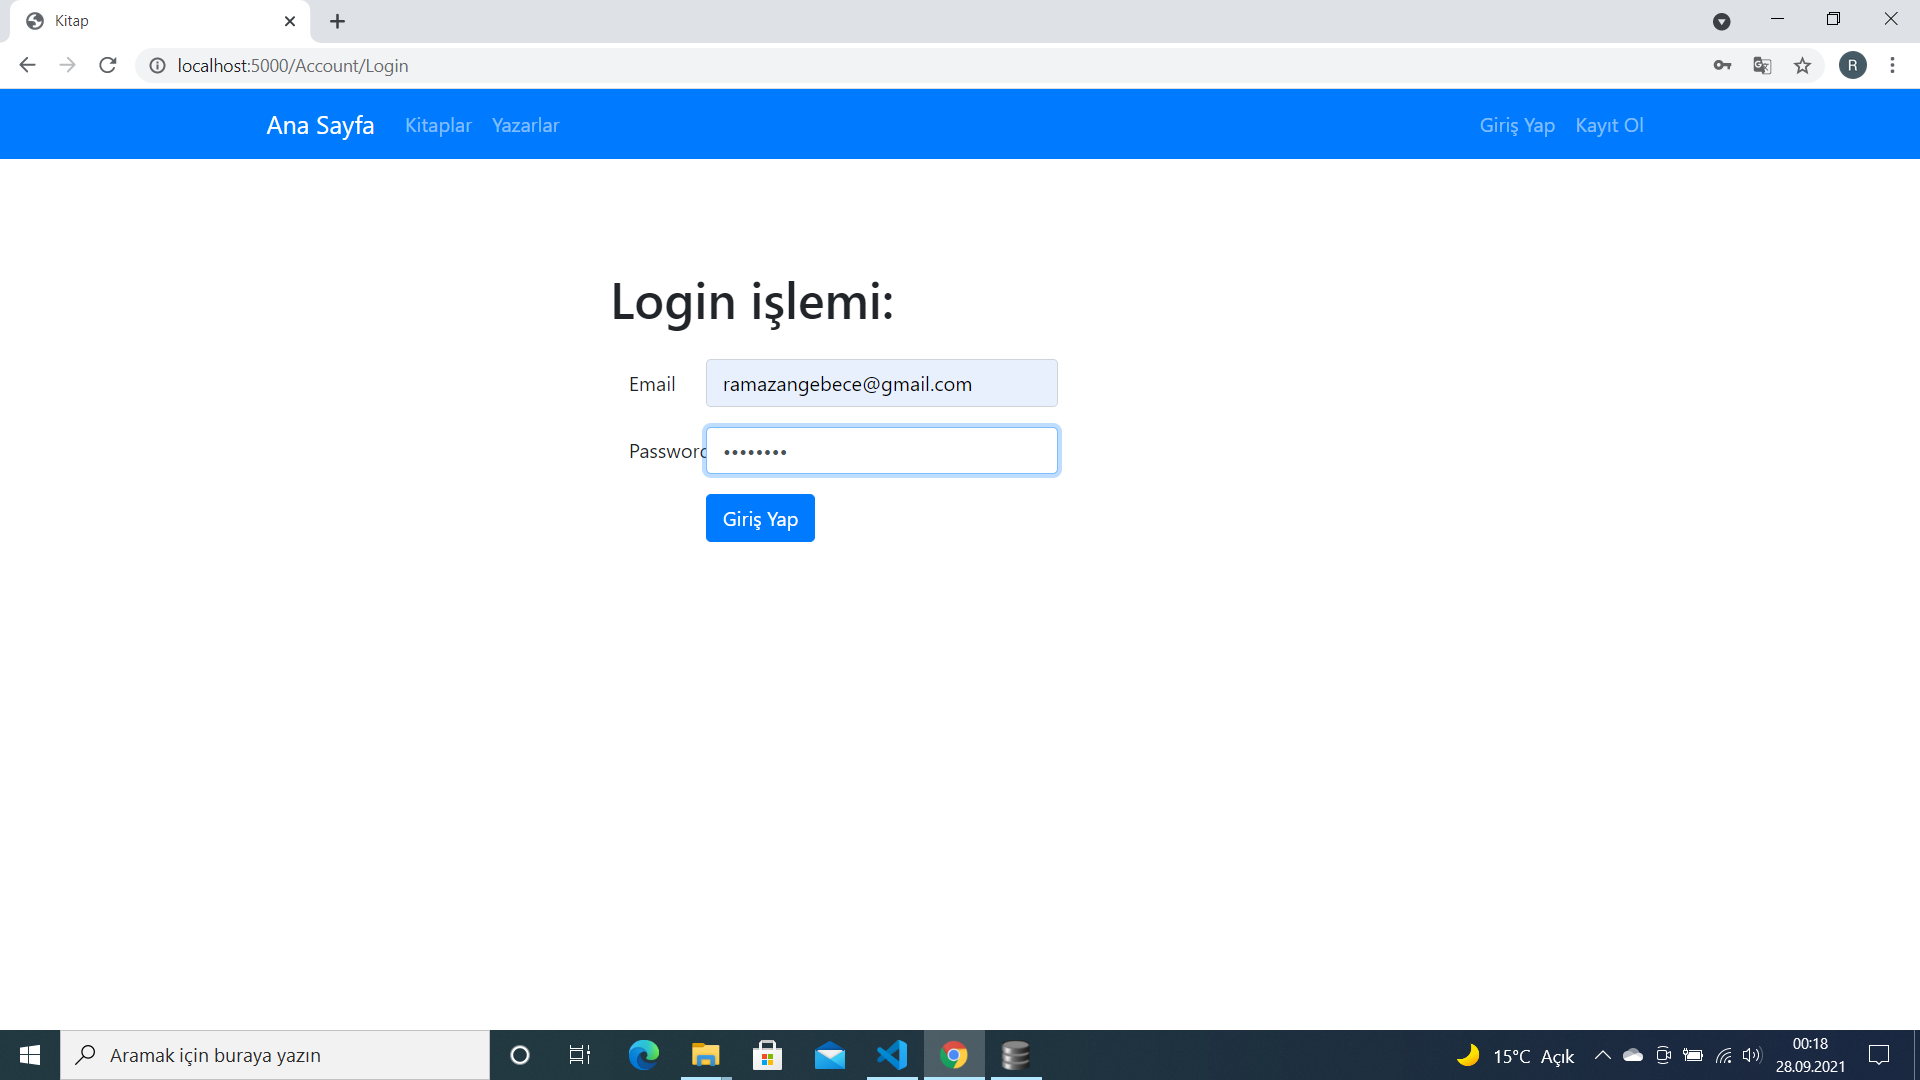 Kitap
localhost:5000/Account/Login
R
Ana Sayfa Kitaplar Yazarlar Giriş Yap Kayıt Ol
Login işlemi:
Email ramazangebece@gmail.com
Password ••••••••
Giriş Yap
Aramak için buraya yazın
15°C Açık
00:18
28.09.2021